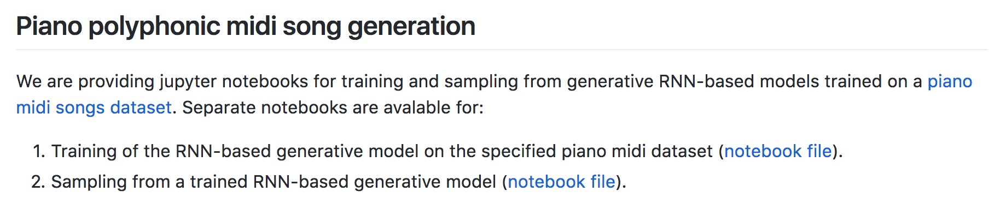 Piano polyphonic midi song generation
We are providing jupyter notebooks for training and sampling from generative RNN-based models trained on a piano
midi songs dataset. Separate notebooks are avalable for:
1. Training of the RNN-based generative model on the specified piano midi dataset (notebook file).
2. Sampling from a trained RNN-based generative model (notebook file).